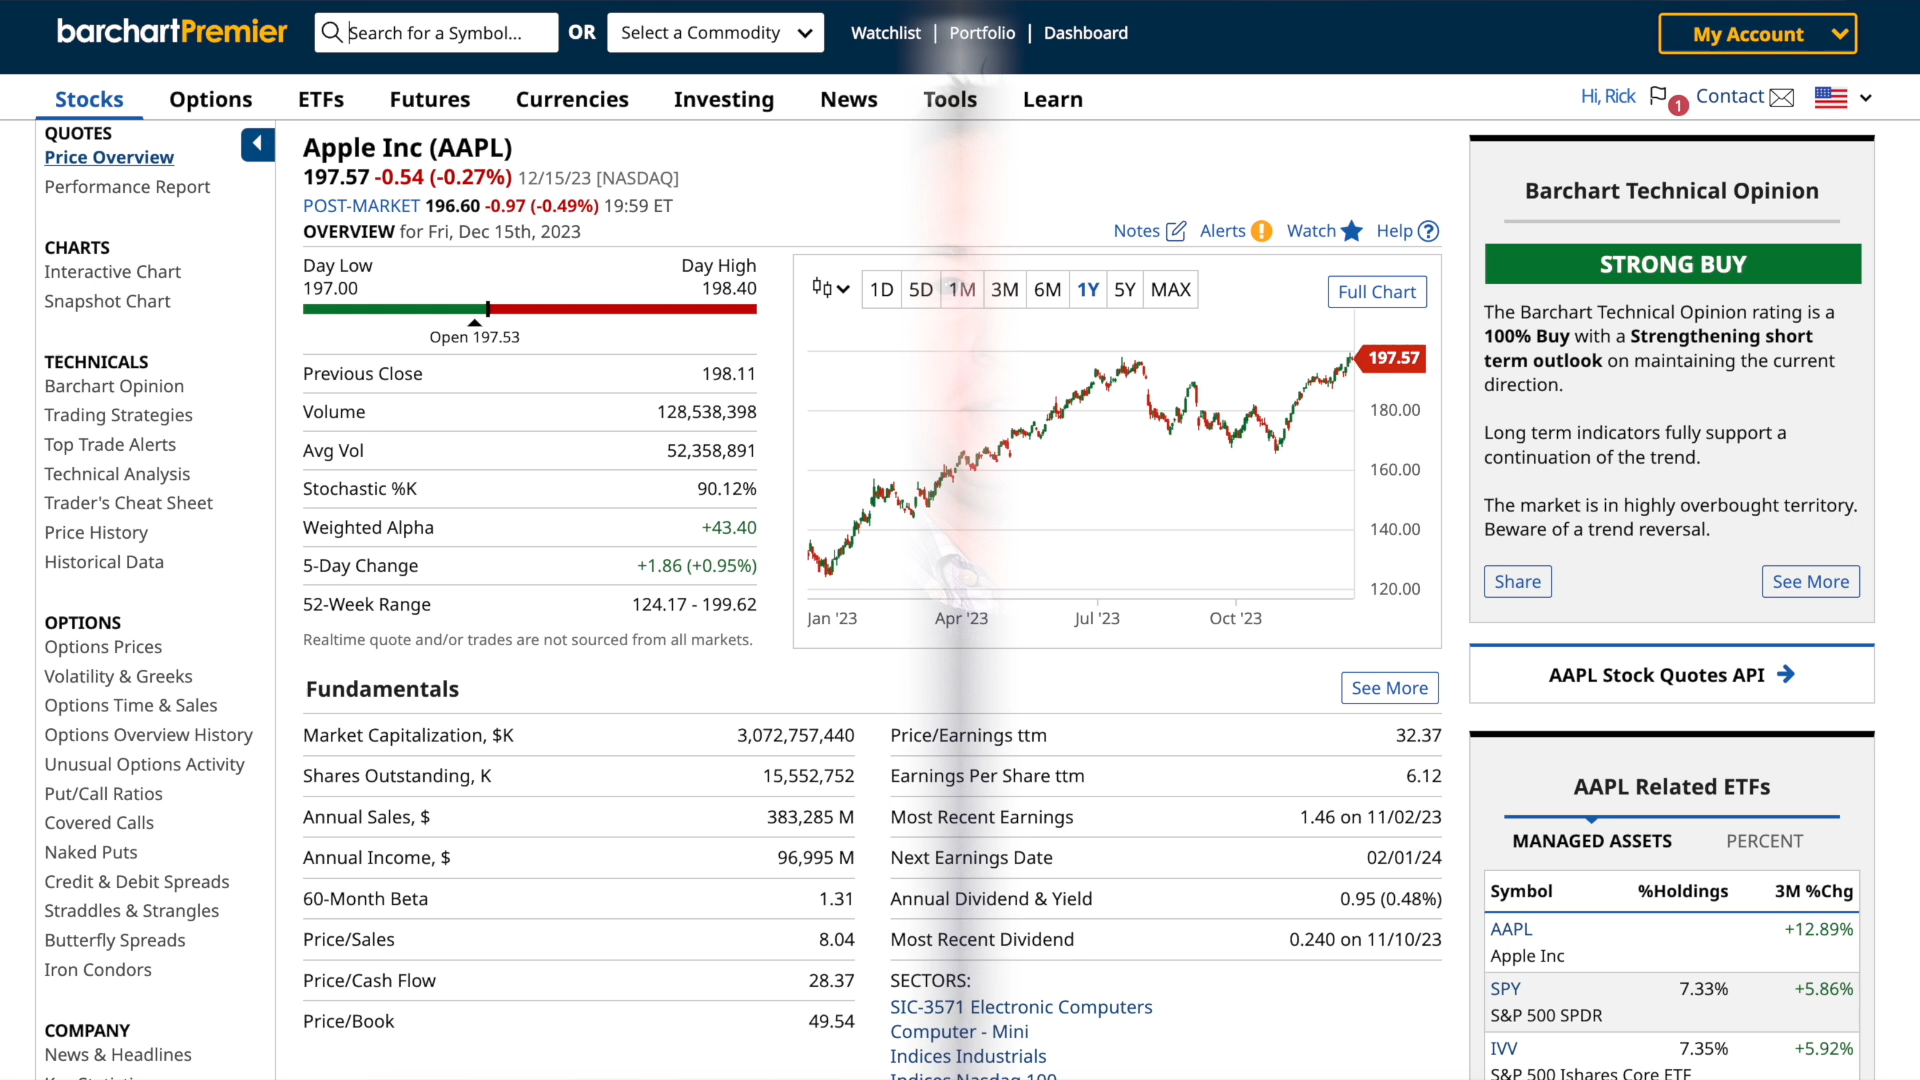 barchartPremier
Search for a Symbol...
OR
Select a Commodity
Watchlist | Portfolio | Dashboard
My Account
Stocks Options ETFs Futures Currencies Investing News Tools Learn
Hi, Rick 1 Contact
QUOTES
Price Overview
Performance Report
CHARTS
Interactive Chart
Snapshot Chart
TECHNICALS
Barchart Opinion
Trading Strategies
Top Trade Alerts
Technical Analysis
Trader's Cheat Sheet
Price History
Historical Data
OPTIONS
Options Prices
Volatility & Greeks
Options Time & Sales
Options Overview History
Unusual Options Activity
Put/Call Ratios
Covered Calls
Naked Puts
Credit & Debit Spreads
Straddles & Strangles
Butterfly Spreads
Iron Condors
COMPANY
News & Headlines
Apple Inc (AAPL)
197.57 -0.54 (-0.27%) 12/15/23 [NASDAQ]
POST-MARKET 196.60 -0.97 (-0.49%) 19:59 ET
OVERVIEW for Fri, Dec 15th, 2023
Notes Alerts Watch Help
Day Low Day High
197.00 198.40
Open 197.53
Previous Close 198.11
Volume 128,538,398
Avg Vol 52,358,891
Stochastic %K 90.12%
Weighted Alpha +43.40
5-Day Change +1.86 (+0.95%)
52-Week Range 124.17 - 199.62
Realtime quote and/or trades are not sourced from all markets.
1D 5D 1M 3M 6M 1Y 5Y MAX
Full Chart
197.57
180.00
160.00
140.00
120.00
Jan '23 Apr '23 Jul '23 Oct '23
Fundamentals
See More
Market Capitalization, $K 3,072,757,440
Shares Outstanding, K 15,552,752
Annual Sales, $ 383,285 M
Annual Income, $ 96,995 M
60-Month Beta 1.31
Price/Sales 8.04
Price/Cash Flow 28.37
Price/Book 49.54
Price/Earnings ttm 32.37
Earnings Per Share ttm 6.12
Most Recent Earnings 1.46 on 11/02/23
Next Earnings Date 02/01/24
Annual Dividend & Yield 0.95 (0.48%)
Most Recent Dividend 0.240 on 11/10/23
SECTORS:
SIC-3571 Electronic Computers
Computer - Mini
Indices Industrials
Indices Nasdaq 100
Barchart Technical Opinion
STRONG BUY
The Barchart Technical Opinion rating is a
100% Buy with a Strengthening short
term outlook on maintaining the current
direction.
Long term indicators fully support a
continuation of the trend.
The market is in highly overbought territory.
Beware of a trend reversal.
Share
See More
AAPL Stock Quotes API
AAPL Related ETFs
MANAGED ASSETS PERCENT
Symbol %Holdings 3M %Chg
AAPL +12.89%
Apple Inc
SPY 7.33% +5.86%
S&P 500 SPDR
IVV 7.35% +5.92%
S&P 500 Ishares Core ETF